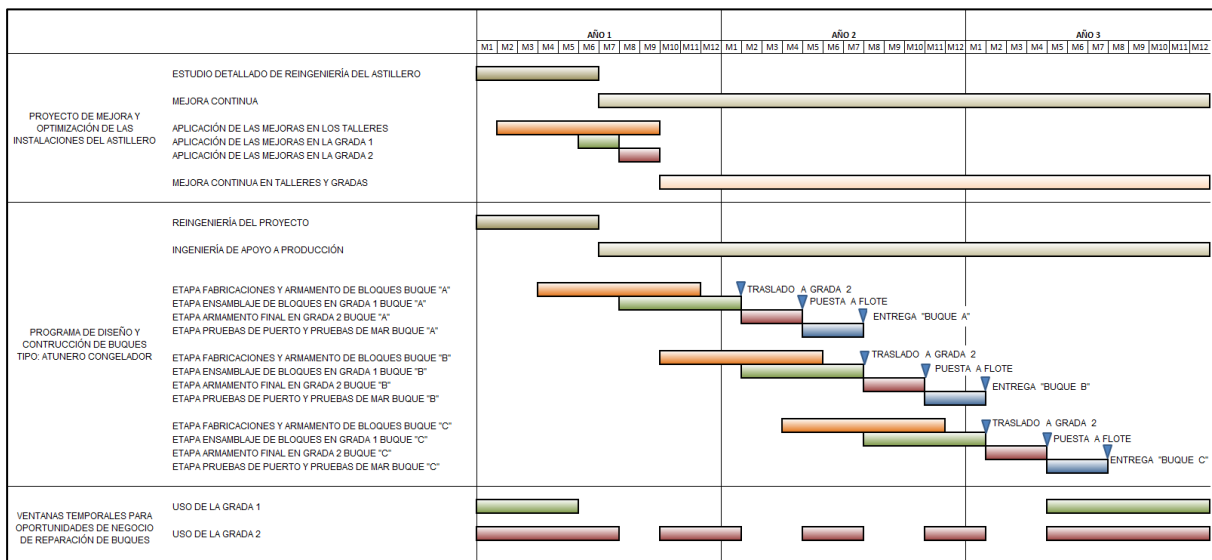 AÑO 1 AÑO 2 AÑO 3
M1 M2 M3 M4 M5 M6 M7 M8 M9 M10 M11 M12 M1 M2 M3 M4 M5 M6 M7 M8 M9 M10 M11 M12 M1 M2 M3 M4 M5 M6 M7 M8 M9 M10 M11 M12
PROYECTO DE MEJORA Y
OPTIMIZACIÓN DE LAS
INSTALACIONES DEL ASTILLERO
ESTUDIO DETALLADO DE REINGENIERÍA DEL ASTILLERO
MEJORA CONTINUA
APLICACIÓN DE LAS MEJORAS EN LOS TALLERES
APLICACIÓN DE LAS MEJORAS EN LA GRADA 1
APLICACIÓN DE LAS MEJORAS EN LA GRADA 2
MEJORA CONTINUA EN TALLERES Y GRADAS
PROGRAMA DE DISEÑO Y
CONTRUCCIÓN DE BUQUES
TIPO: ATUNERO CONGELADOR
REINGENIERÍA DEL PROYECTO
INGENIERÍA DE APOYO A PRODUCCIÓN
ETAPA FABRICACIONES Y ARMAMENTO DE BLOQUES BUQUE "A"
TRASLADO A GRADA 2
ETAPA ENSAMBLAJE DE BLOQUES EN GRADA 1 BUQUE "A"
PUESTA A FLOTE
ETAPA ARMAMENTO FINAL EN GRADA 2 BUQUE "A"
ENTREGA "BUQUE A"
ETAPA PRUEBAS DE PUERTO Y PRUEBAS DE MAR BUQUE "A"
ETAPA FABRICACIONES Y ARMAMENTO DE BLOQUES BUQUE "B"
TRASLADO A GRADA 2
ETAPA ENSAMBLAJE DE BLOQUES EN GRADA 1 BUQUE "B"
PUESTA A FLOTE
ETAPA ARMAMENTO FINAL EN GRADA 2 BUQUE "B"
ENTREGA "BUQUE B"
ETAPA PRUEBAS DE PUERTO Y PRUEBAS DE MAR BUQUE "B"
ETAPA FABRICACIONES Y ARMAMENTO DE BLOQUES BUQUE "C"
TRASLADO A GRADA 2
ETAPA ENSAMBLAJE DE BLOQUES EN GRADA 1 BUQUE "C"
PUESTA A FLOTE
ETAPA ARMAMENTO FINAL EN GRADA 2 BUQUE "C"
ENTREGA "BUQUE C"
ETAPA PRUEBAS DE PUERTO Y PRUEBAS DE MAR BUQUE "C"
VENTANAS TEMPORALES PARA
OPORTUNIDADES DE NEGOCIO
DE REPARACIÓN DE BUQUES
USO DE LA GRADA 1
USO DE LA GRADA 2